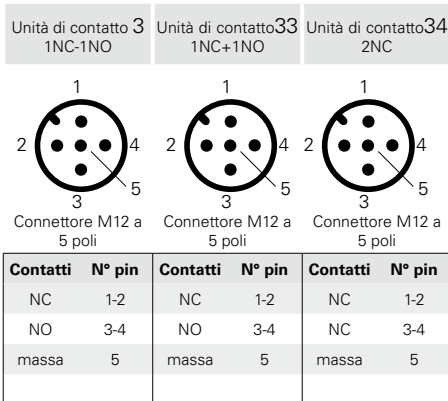 Unità di contatto 3
1NC-1NO
Unità di contatto33
1NC+1NO
Unità di contatto34
2NC
1
2
4
3
5
Connettore M12 a
5 poli
1
2
4
3
5
Connettore M12 a
5 poli
1
2
4
3
5
Connettore M12 a
5 poli
Contatti N° pin Contatti N° pin Contatti N° pin
NC 1-2 NC 1-2 NC 1-2
NO 3-4 NO 3-4 NC 3-4
massa 5 massa 5 massa 5